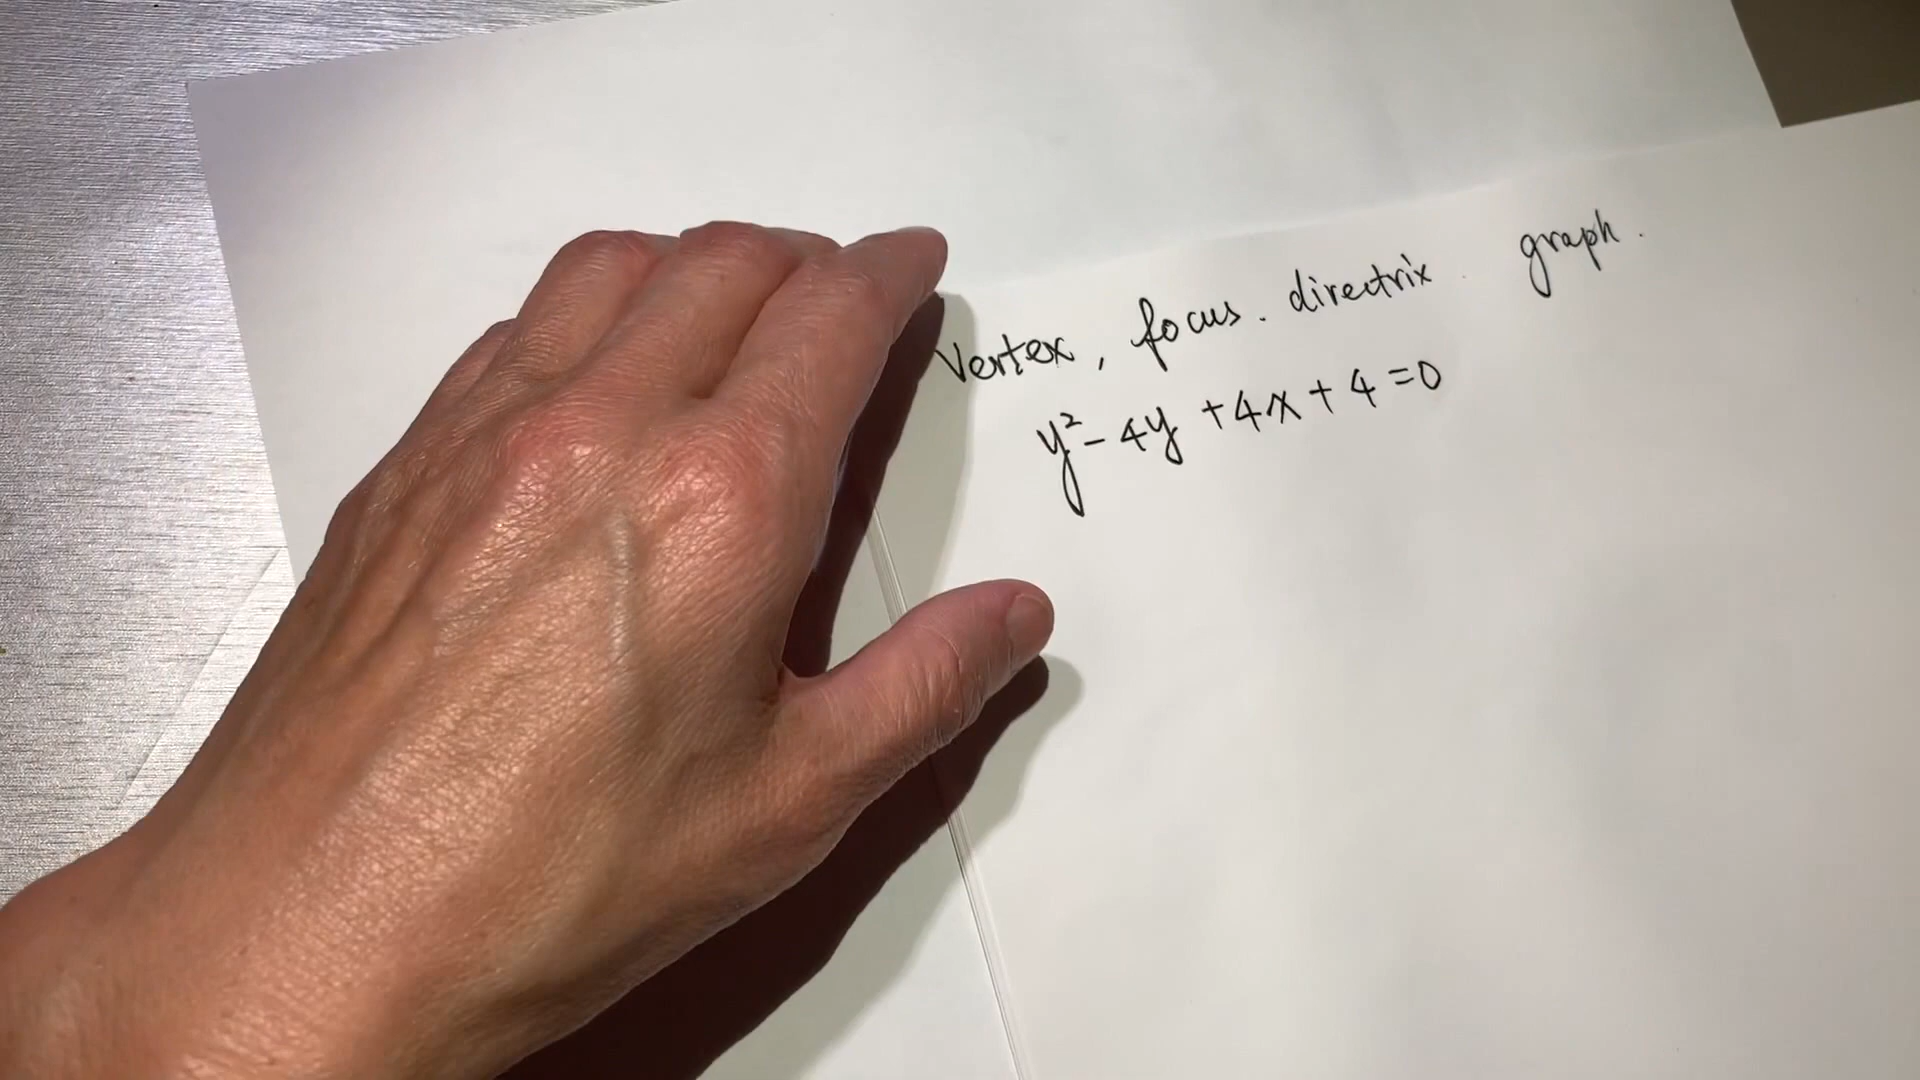 Vertex, focus. directrix. graph.
y² - 4y + 4x + 4 = 0